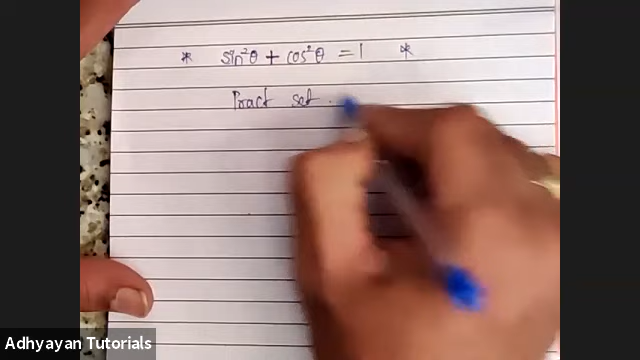 * sin²θ + cos²θ = 1 *
Pract set .
Adhyayan Tutorials